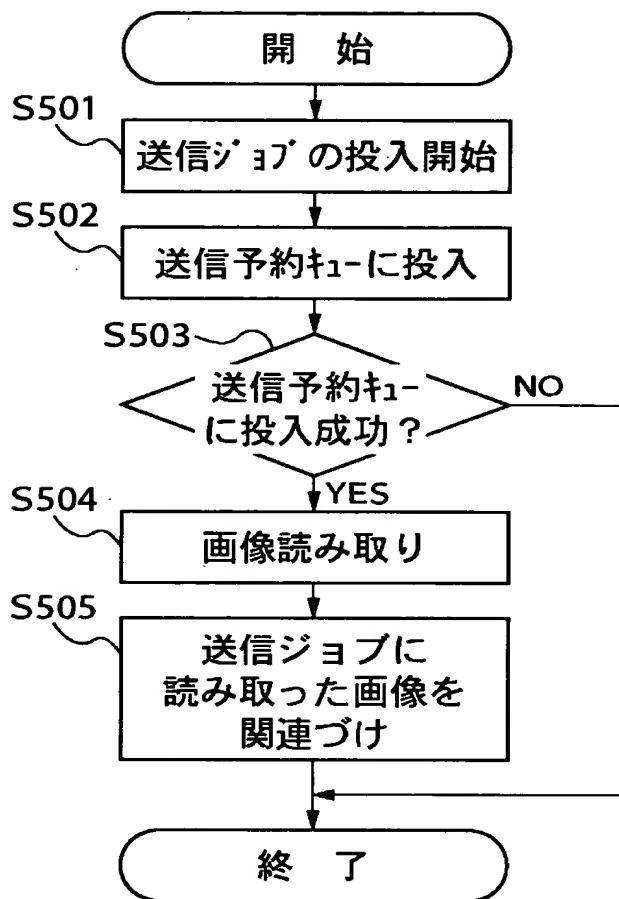 開 始
S501
送信ｼﾞｮﾌﾞの投入開始
S502
送信予約ｷｭｰに投入
S503
送信予約ｷｭｰ
に投入成功？
NO
YES
S504
画像読み取り
S505
送信ジョブに
読み取った画像を
関連づけ
終 了